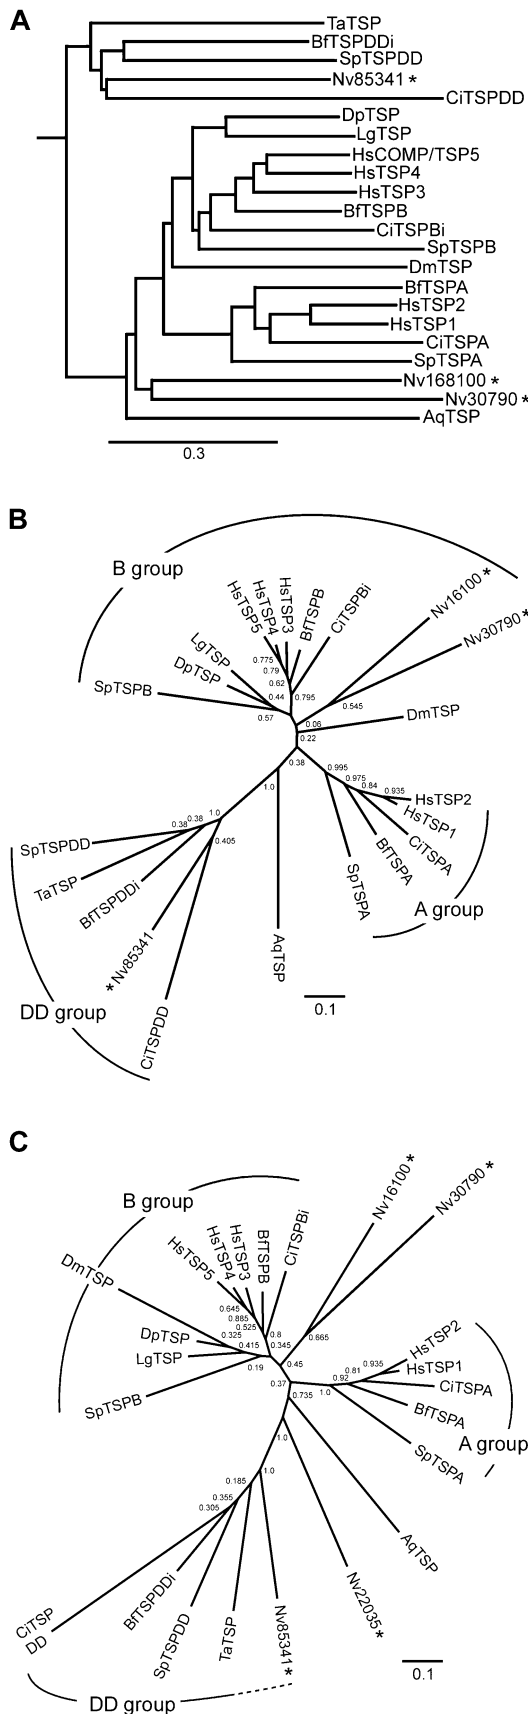 A
TaTSP
BfTSPDDi
SpTSPDD
Nv85341 *
CiTSPDD
DpTSP
LgTSP
HsCOMP/TSP5
HsTSP4
HsTSP3
BfTSPB
CiTSPBi
SpTSPB
DmTSP
BfTSPA
HsTSP2
HsTSP1
CiTSPA
SpTSPA
Nv168100 *
Nv30790 *
AqTSP
0.3
B
B group
HsTSP5
HsTSP4
HsTSP3
BfTSPB
CiTSPBi
Nv16100 *
Nv30790 *
LgTSP
DpTSP
SpTSPB
0.775
0.79
0.62
0.44
0.795
0.57
0.545
0.06
DmTSP
0.22
0.38
0.995
0.975
0.84
0.935
HsTSP2
HsTSP1
CiTSPA
BfTSPA
SpTSPA
A group
1.0
1.0
0.38
0.38
0.405
SpTSPDD
TaTSP
BfTSPDDi
* Nv85341
CiTSPDD
AqTSP
DD group
0.1
C
B group
Nv16100 *
Nv30790 *
DmTSP
HsTSP5
HsTSP4
HsTSP3
BfTSPB
CiTSPBi
0.645
0.885
0.525
0.325
0.8
0.345
0.415
0.19
0.665
0.45
DpTSP
LgTSP
SpTSPB
0.37
0.735
1.0
0.92
0.81
0.935
HsTSP2
HsTSP1
CiTSPA
BfTSPA
SpTSPA
A group
1.0
1.0
0.185
0.355
0.305
AqTSP
Nv22035 *
CiTSP
DD
BfTSPDDi
SpTSPDD
TaTSP
Nv85341 *
DD group
0.1